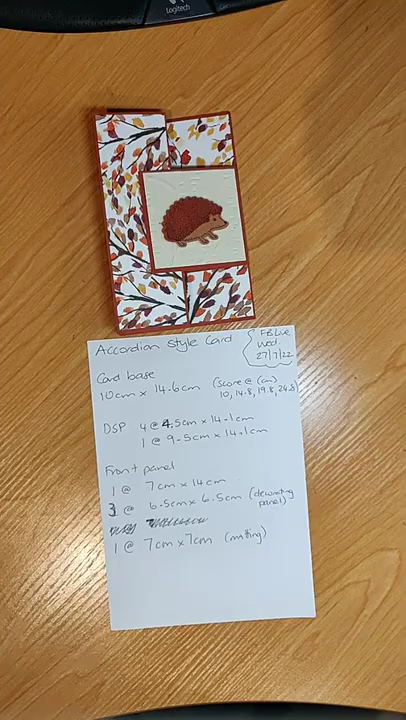 Logitech
Accordion style Card
FB Live
Wed.
27/7/22
Card base
10cm x 14.6cm (score @ (cm)
10, 14.8, 19.8, 24.8)
DSP 4 @ 4.5cm x 14.1cm
1 @ 9.5cm x 14.1cm
Front panel
1 @ 7cm x 14cm
3 @ 6.5cm x 6.5cm (decorating
panel)
1 @ 7cm x 7cm (matting)